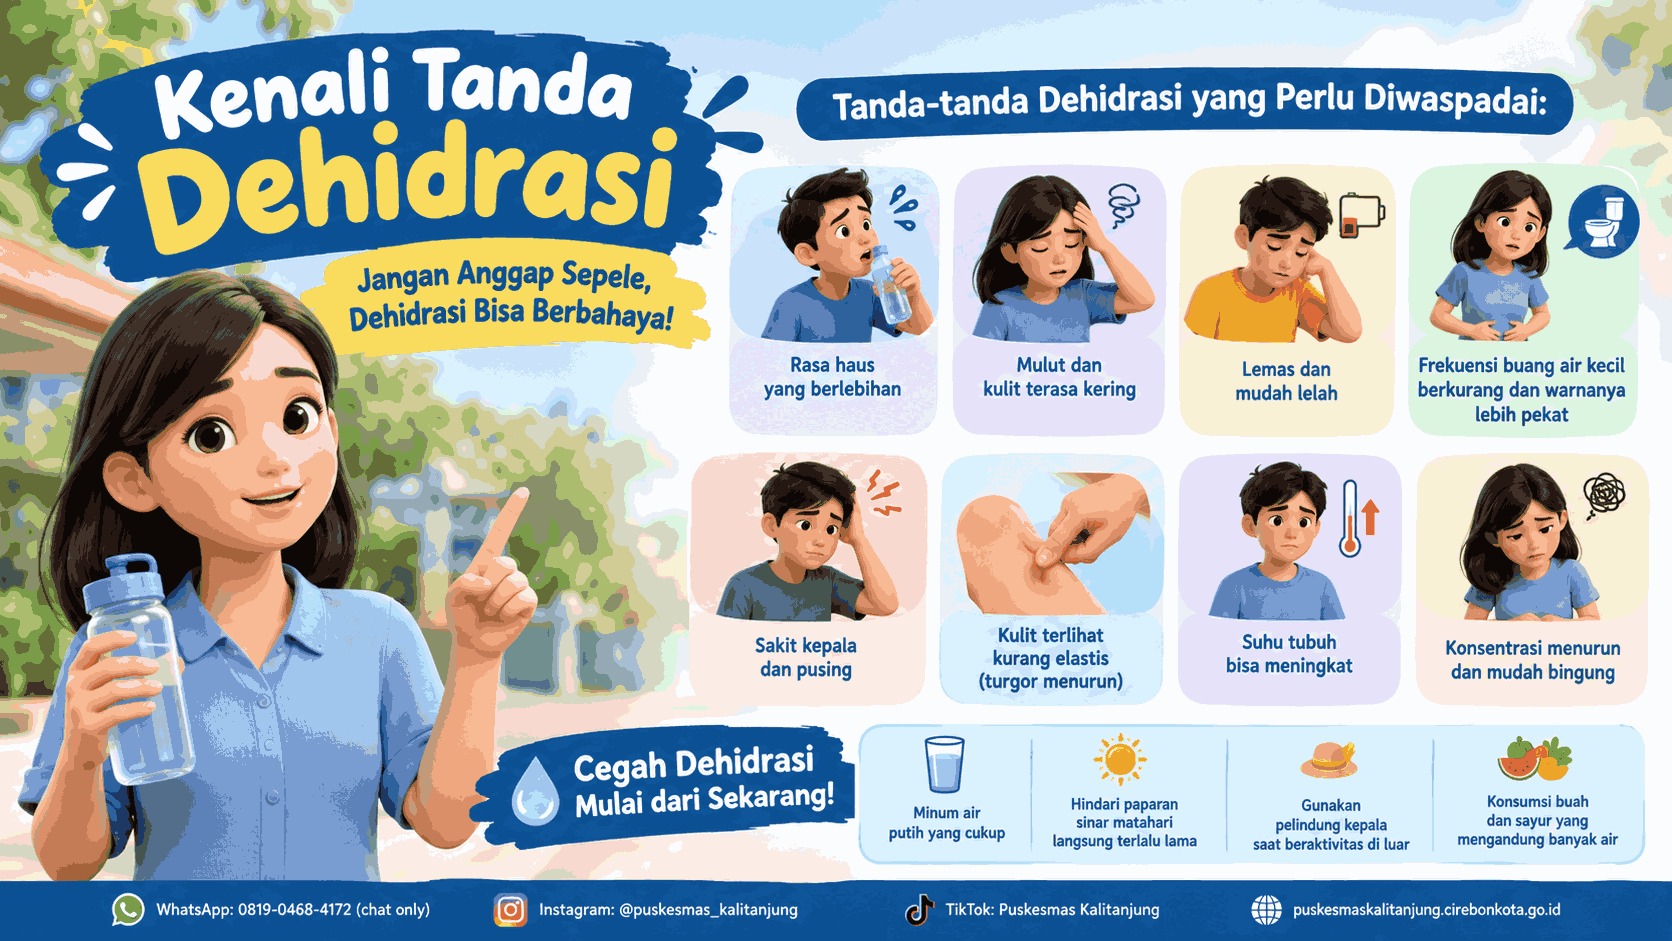 Kenali Tanda
Dehidrasi
Jangan Anggap Sepele,
Dehidrasi Bisa Berbahaya!
Tanda-tanda Dehidrasi yang Perlu Diwaspadai:
Rasa haus
yang berlebihan
Mulut dan
kulit terasa kering
Lemas dan
mudah lelah
Frekuensi buang air kecil
berkurang dan warnanya
lebih pekat
Sakit kepala
dan pusing
Kulit terlihat
kurang elastis
(turgor menurun)
Suhu tubuh
bisa meningkat
Konsentrasi menurun
dan mudah bingung
Cegah Dehidrasi
Mulai dari Sekarang!
Minum air
putih yang cukup
Hindari paparan
sinar matahari
langsung terlalu lama
Gunakan
pelindung kepala
saat beraktivitas di luar
Konsumsi buah
dan sayur yang
mengandung banyak air
WhatsApp: 0819-0468-4172 (chat only)
Instagram: @puskesmas_kalitanjung
TikTok: Puskesmas Kalitanjung
puskesmaskalitanjung.cirebonkota.go.id